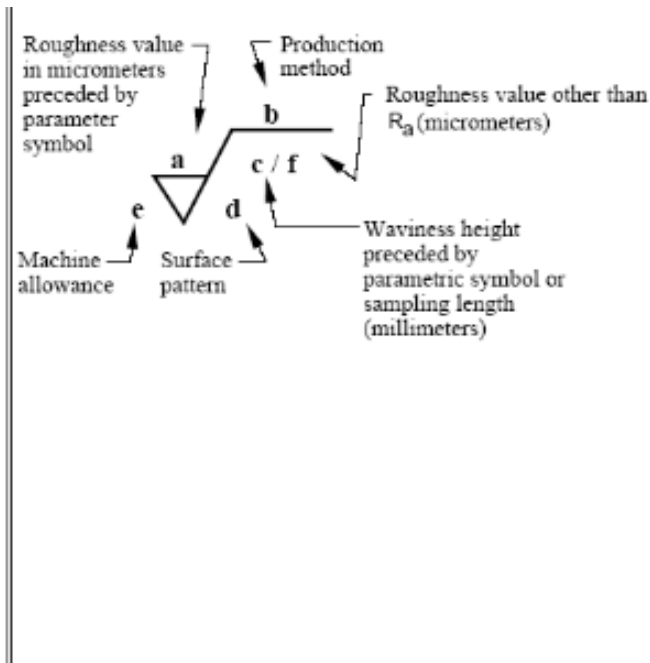 Roughness value
in micrometers
preceded by
parameter
symbol
Production
method
Roughness value other than
Ra (micrometers)
b
a
c / f
e
d
Machine
allowance
Surface
pattern
Waviness height
preceded by
parametric symbol or
sampling length
(millimeters)